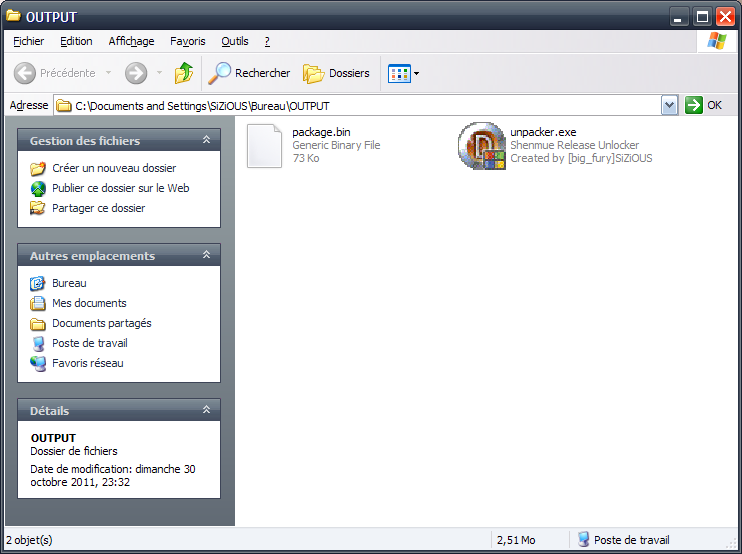 OUTPUT
Fichier Edition Affichage Favoris Outils ?
Précédente Rechercher Dossiers
Adresse C:\Documents and Settings\SiZiOUS\Bureau\OUTPUT OK
Gestion des fichiers
Créer un nouveau dossier
Publier ce dossier sur le Web
Partager ce dossier
Autres emplacements
Bureau
Mes documents
Documents partagés
Poste de travail
Favoris réseau
Détails
OUTPUT
Dossier de fichiers
Date de modification: dimanche 30
octobre 2011, 23:32
package.bin
Generic Binary File
73 Ko
unpacker.exe
Shenmue Release Unlocker
Created by [big_fury]SiZiOUS
2 objet(s) 2,51 Mo Poste de travail